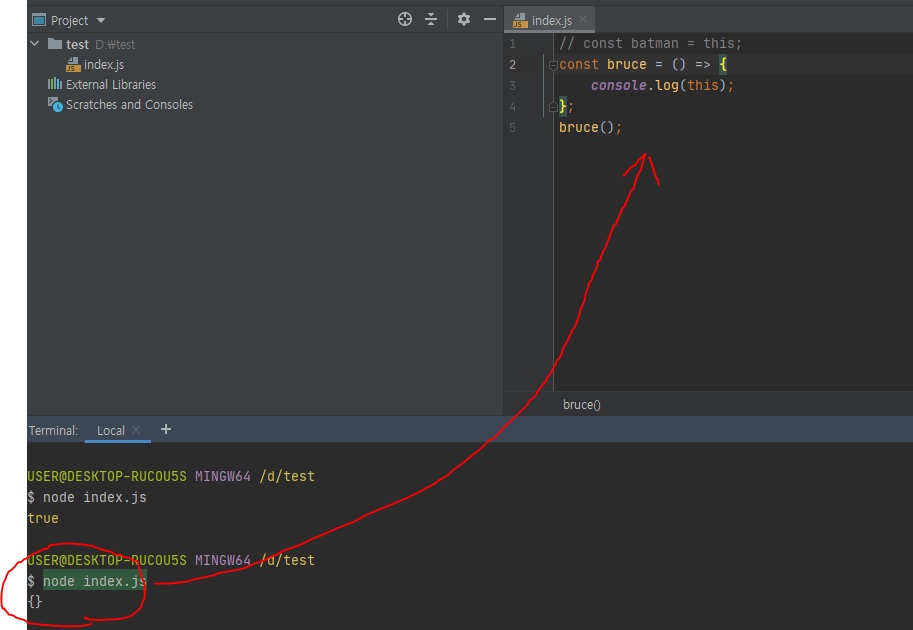 Project
index.js
test D:\test
index.js
External Libraries
Scratches and Consoles
1 // const batman = this;
2 const bruce = () => {
3 console.log(this);
4 };
5 bruce();
bruce()
Terminal: Local +
USER@DESKTOP-RUCOU5S MINGW64 /d/test
$ node index.js
true
USER@DESKTOP-RUCOU5S MINGW64 /d/test
$ node index.js
{}